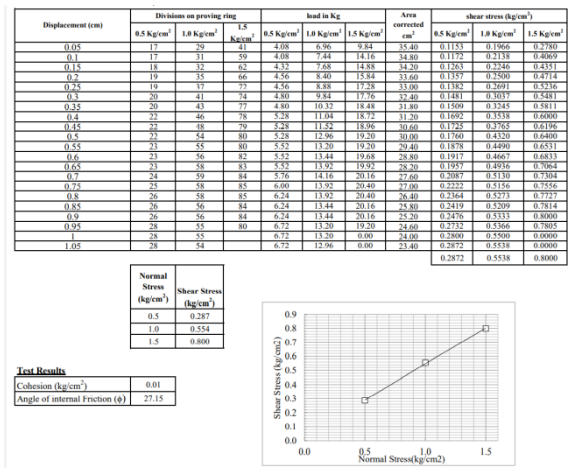 Displacement (cm) Divisions on proving ring load in Kg Area corrected cm² shear stress (kg/cm²)
0.5 Kg/cm² 1.0 Kg/cm² 1.5 Kg/cm² 0.5 Kg/cm² 1.0 Kg/cm² 1.5 Kg/cm² 0.5 Kg/cm² 1.0 Kg/cm² 1.5 Kg/cm²
0.05 17 29 41 4.08 6.96 9.84 35.40 0.1153 0.1966 0.2780
0.1 17 31 59 4.08 7.44 14.16 34.80 0.1172 0.2138 0.4069
0.15 18 32 62 4.32 7.68 14.88 34.20 0.1263 0.2246 0.4351
0.2 19 35 66 4.56 8.40 15.84 33.60 0.1357 0.2500 0.4714
0.25 19 37 72 4.56 8.88 17.28 33.00 0.1382 0.2691 0.5236
0.3 20 41 74 4.80 9.84 17.76 32.40 0.1481 0.3037 0.5481
0.35 20 43 77 4.80 10.32 18.48 31.80 0.1509 0.3245 0.5811
0.4 22 46 78 5.28 11.04 18.72 31.20 0.1692 0.3538 0.6000
0.45 22 48 79 5.28 11.52 18.96 30.60 0.1725 0.3765 0.6196
0.5 22 54 80 5.28 12.96 19.20 30.00 0.1760 0.4320 0.6400
0.55 23 55 80 5.52 13.20 19.20 29.40 0.1878 0.4490 0.6531
0.6 23 56 82 5.52 13.44 19.68 28.80 0.1917 0.4667 0.6833
0.65 23 58 83 5.52 13.92 19.92 28.20 0.1957 0.4936 0.7064
0.7 24 59 84 5.76 14.16 20.16 27.60 0.2087 0.5130 0.7304
0.75 25 58 85 6.00 13.92 20.40 27.00 0.2222 0.5156 0.7556
0.8 26 58 85 6.24 13.92 20.40 26.40 0.2364 0.5273 0.7727
0.85 26 56 84 6.24 13.44 20.16 25.80 0.2419 0.5209 0.7814
0.9 26 56 84 6.24 13.44 20.16 25.20 0.2476 0.5333 0.8000
0.95 28 55 80 6.72 13.20 19.20 24.60 0.2732 0.5366 0.7805
1 28 55 6.72 13.20 0.00 24.00 0.2800 0.5500 0.0000
1.05 28 54 6.72 12.96 0.00 23.40 0.2872 0.5538 0.0000
0.2872 0.5538 0.8000
Normal Stress (kg/cm²) Shear Stress (kg/cm²)
0.5 0.287
1.0 0.554
1.5 0.800
Test Results
Cohesion (kg/cm²) 0.01
Angle of internal Friction (ϕ) 27.15
Shear Stress (kg/cm2)
0.9
0.8
0.7
0.6
0.5
0.4
0.3
0.2
0.1
0.0
0.0 0.5 1.0 1.5
Normal Stress(kg/cm2)